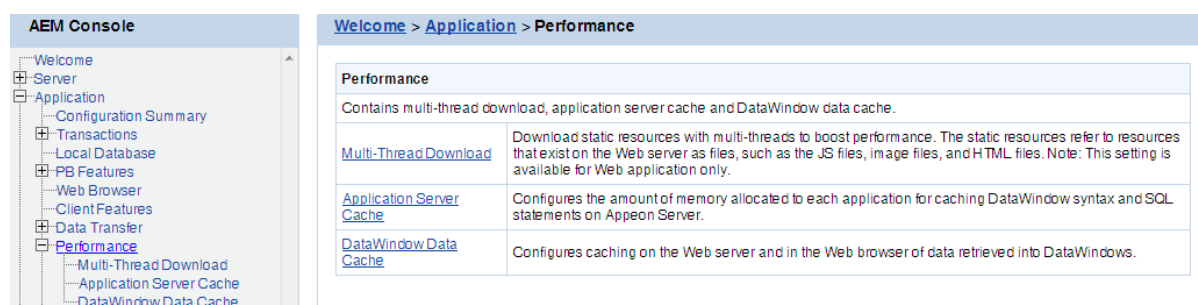 AEM Console
Welcome
Server
Application
Configuration Summary
Transactions
Local Database
PB Features
Web Browser
Client Features
Data Transfer
Performance
Multi-Thread Download
Application Server Cache
DataWindow Data Cache
Welcome > Application > Performance
Performance
Contains multi-thread download, application server cache and DataWindow data cache.
Multi-Thread Download
Download static resources with multi-threads to boost performance. The static resources refer to resources
that exist on the Web server as files, such as the JS files, image files, and HTML files. Note: This setting is
available for Web application only.
Application Server
Cache
Configures the amount of memory allocated to each application for caching DataWindow syntax and SQL
statements on Appeon Server.
DataWindow Data
Cache
Configures caching on the Web server and in the Web browser of data retrieved into DataWindows.